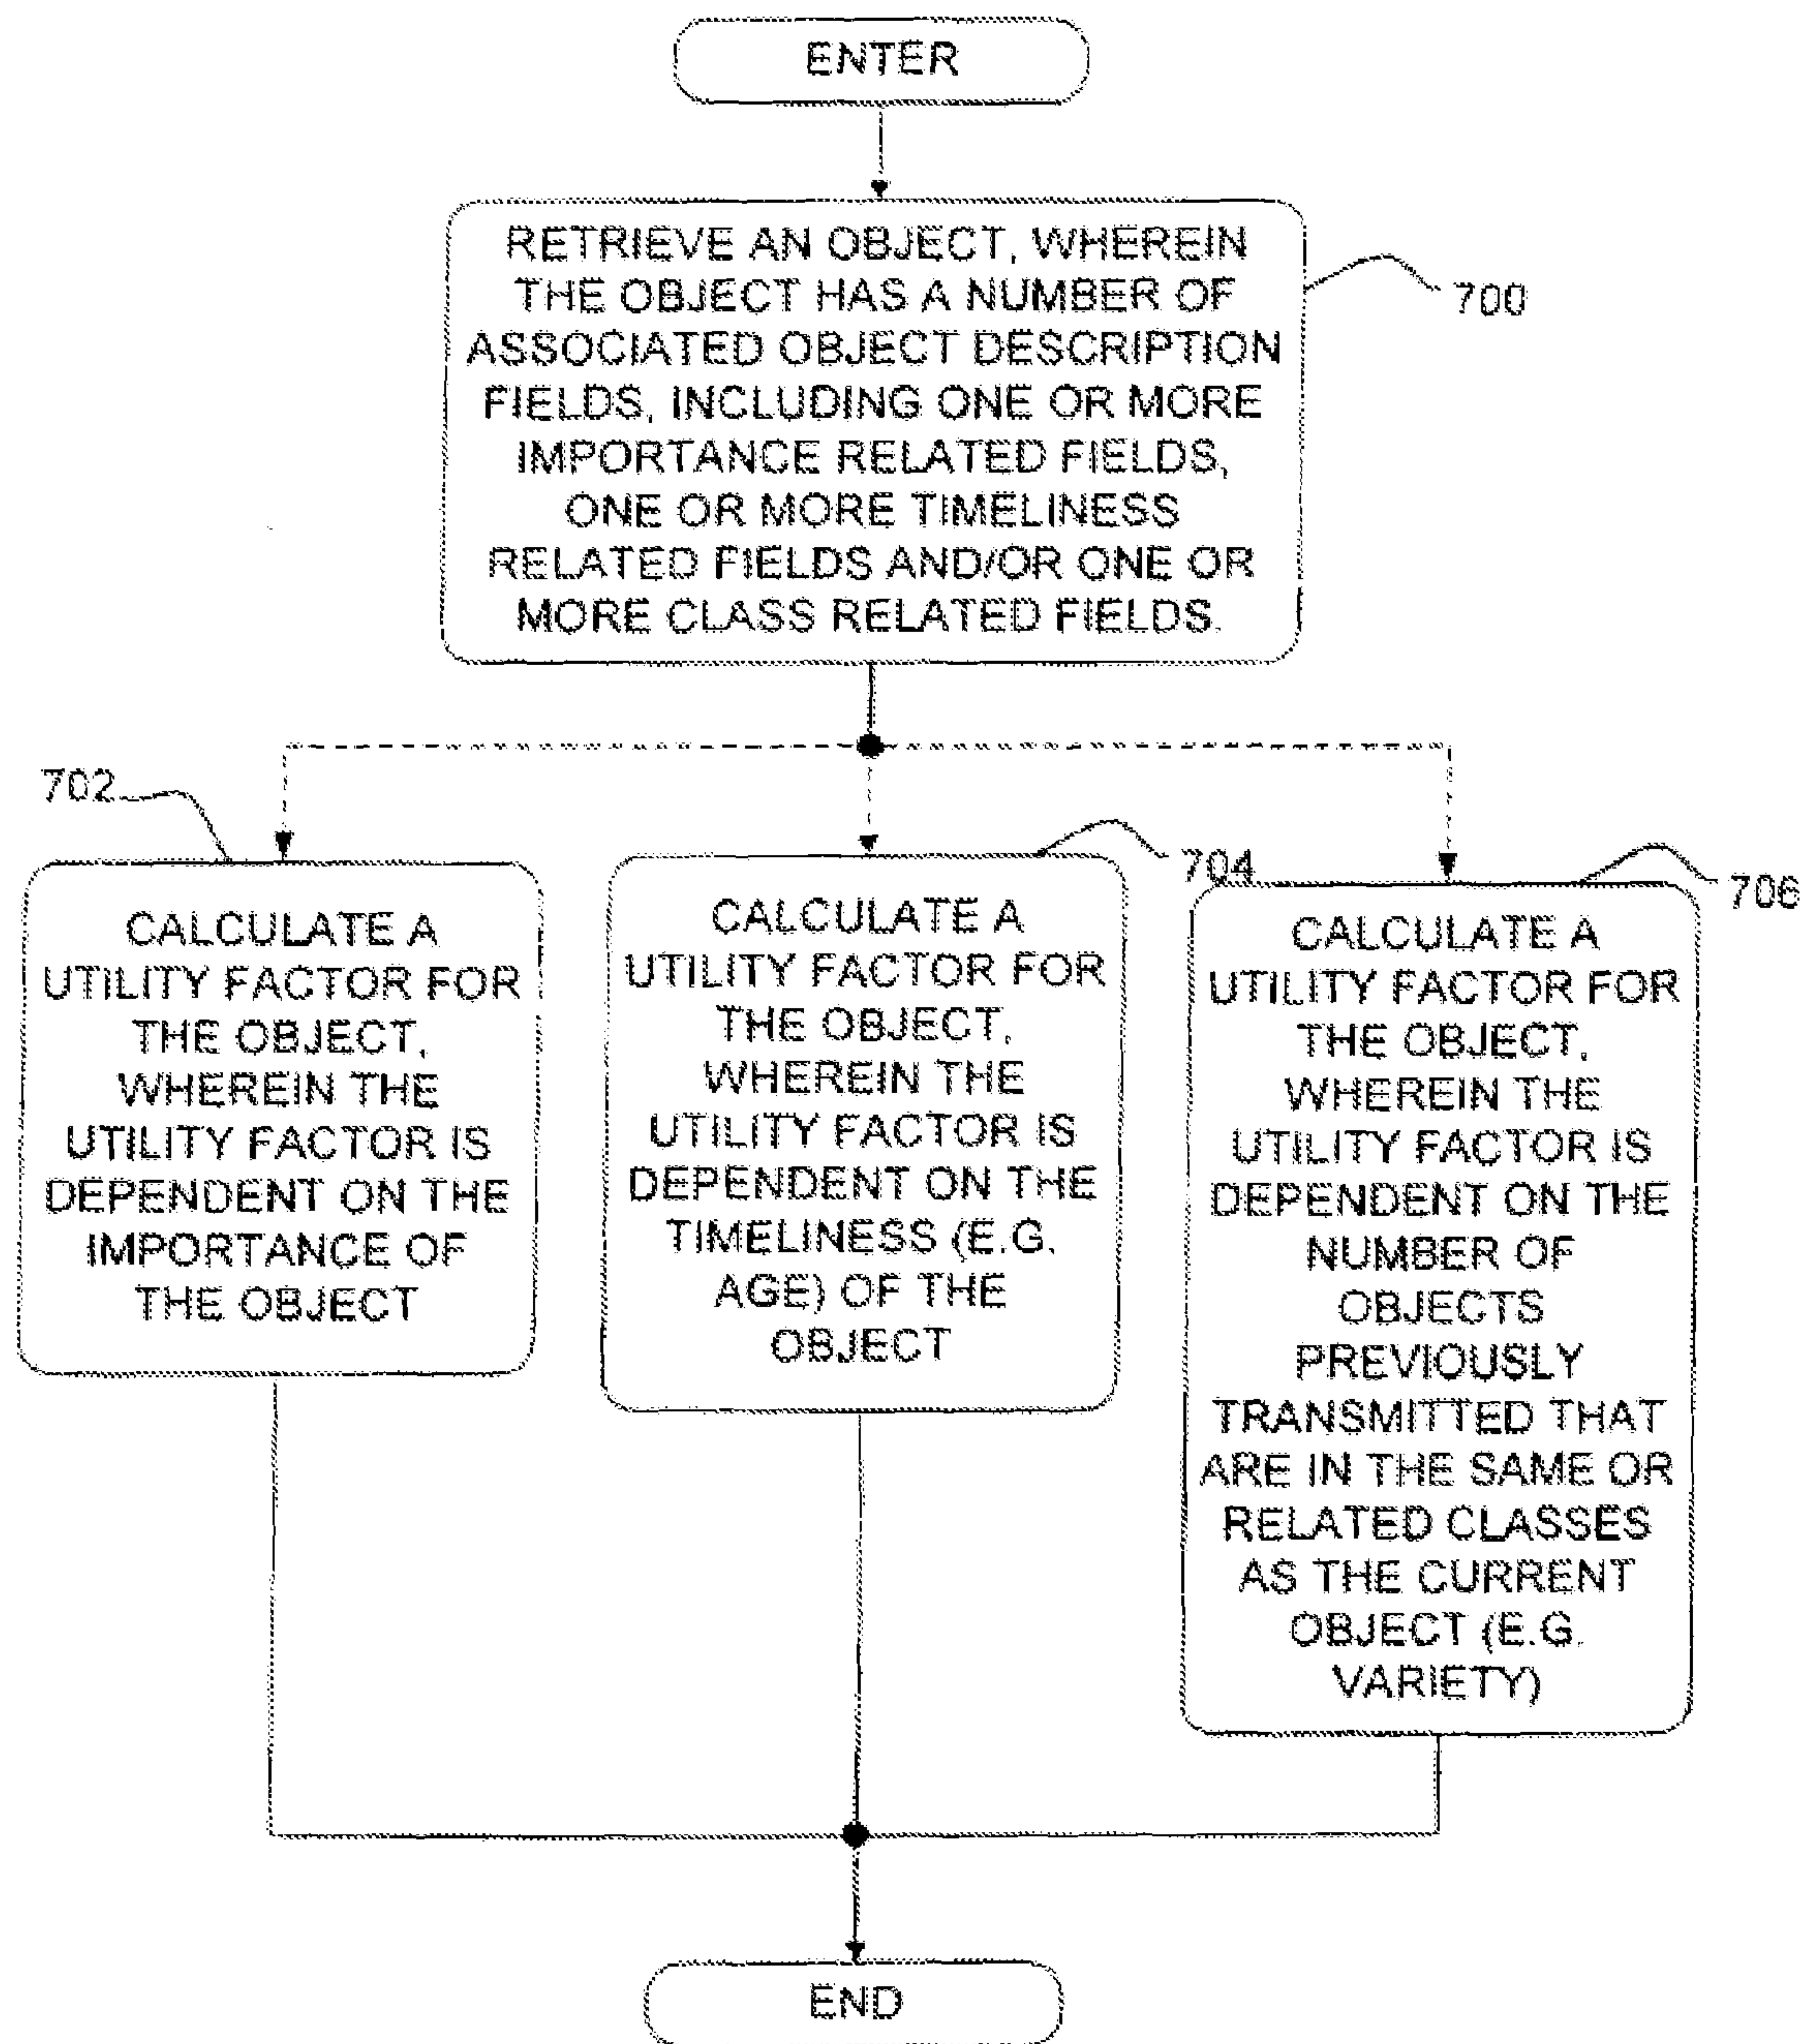 ENTER
RETRIEVE AN OBJECT, WHEREIN
THE OBJECT HAS A NUMBER OF
ASSOCIATED OBJECT DESCRIPTION
FIELDS, INCLUDING ONE OR MORE
IMPORTANCE RELATED FIELDS,
ONE OR MORE TIMELINESS
RELATED FIELDS AND/OR ONE OR
MORE CLASS RELATED FIELDS.
700
702
CALCULATE A
UTILITY FACTOR FOR
THE OBJECT,
WHEREIN THE
UTILITY FACTOR IS
DEPENDENT ON THE
IMPORTANCE OF
THE OBJECT
704
CALCULATE A
UTILITY FACTOR FOR
THE OBJECT,
WHEREIN THE
UTILITY FACTOR IS
DEPENDENT ON THE
TIMELINESS (E.G.
AGE) OF THE
OBJECT
706
CALCULATE A
UTILITY FACTOR FOR
THE OBJECT,
WHEREIN THE
UTILITY FACTOR IS
DEPENDENT ON THE
NUMBER OF
OBJECTS
PREVIOUSLY
TRANSMITTED THAT
ARE IN THE SAME OR
RELATED CLASSES
AS THE CURRENT
OBJECT (E.G.
VARIETY)
END